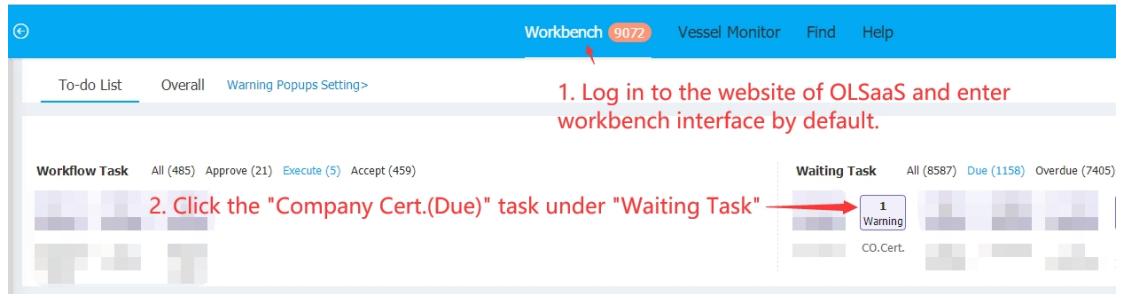 Workbench 9072 Vessel Monitor Find Help
To-do List Overall Warning Popups Setting>
1. Log in to the website of OLSaaS and enter
workbench interface by default.
Workflow Task All (485) Approve (21) Execute (5) Accept (459)
Waiting Task All (8587) Due (1158) Overdue (7405)
2. Click the "Company Cert.(Due)" task under "Waiting Task"
1
Warning
CO.Cert.